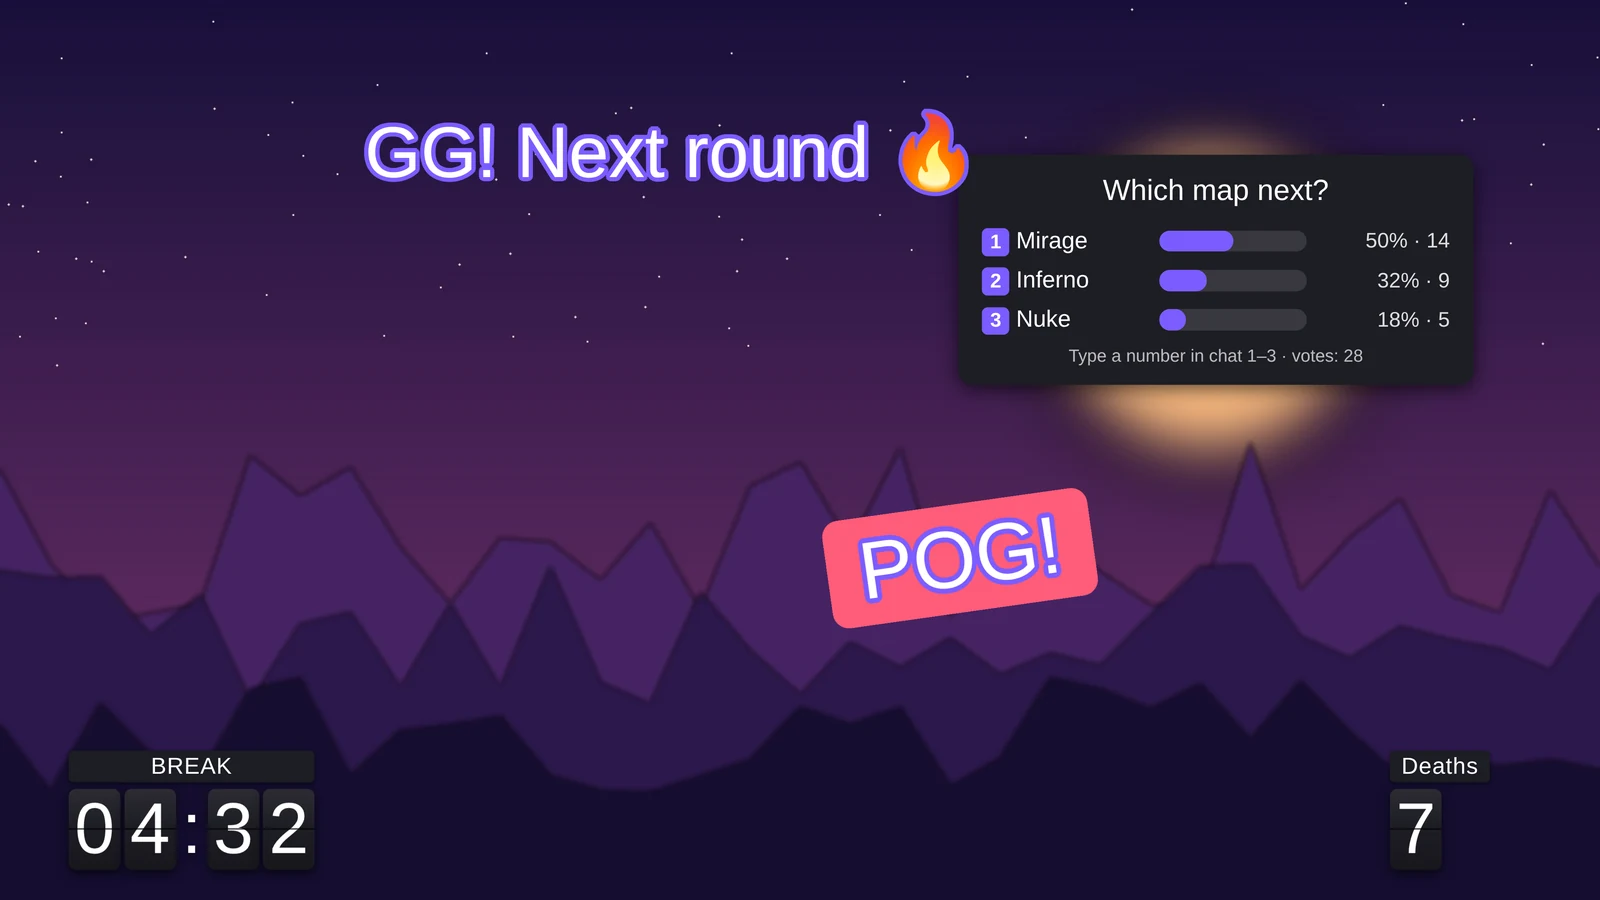 GG! Next round 🔥
Which map next?
1 Mirage 50% · 14
2 Inferno 32% · 9
3 Nuke 18% · 5
Type a number in chat 1–3 · votes: 28
POG!
BREAK
04:32
Deaths
7